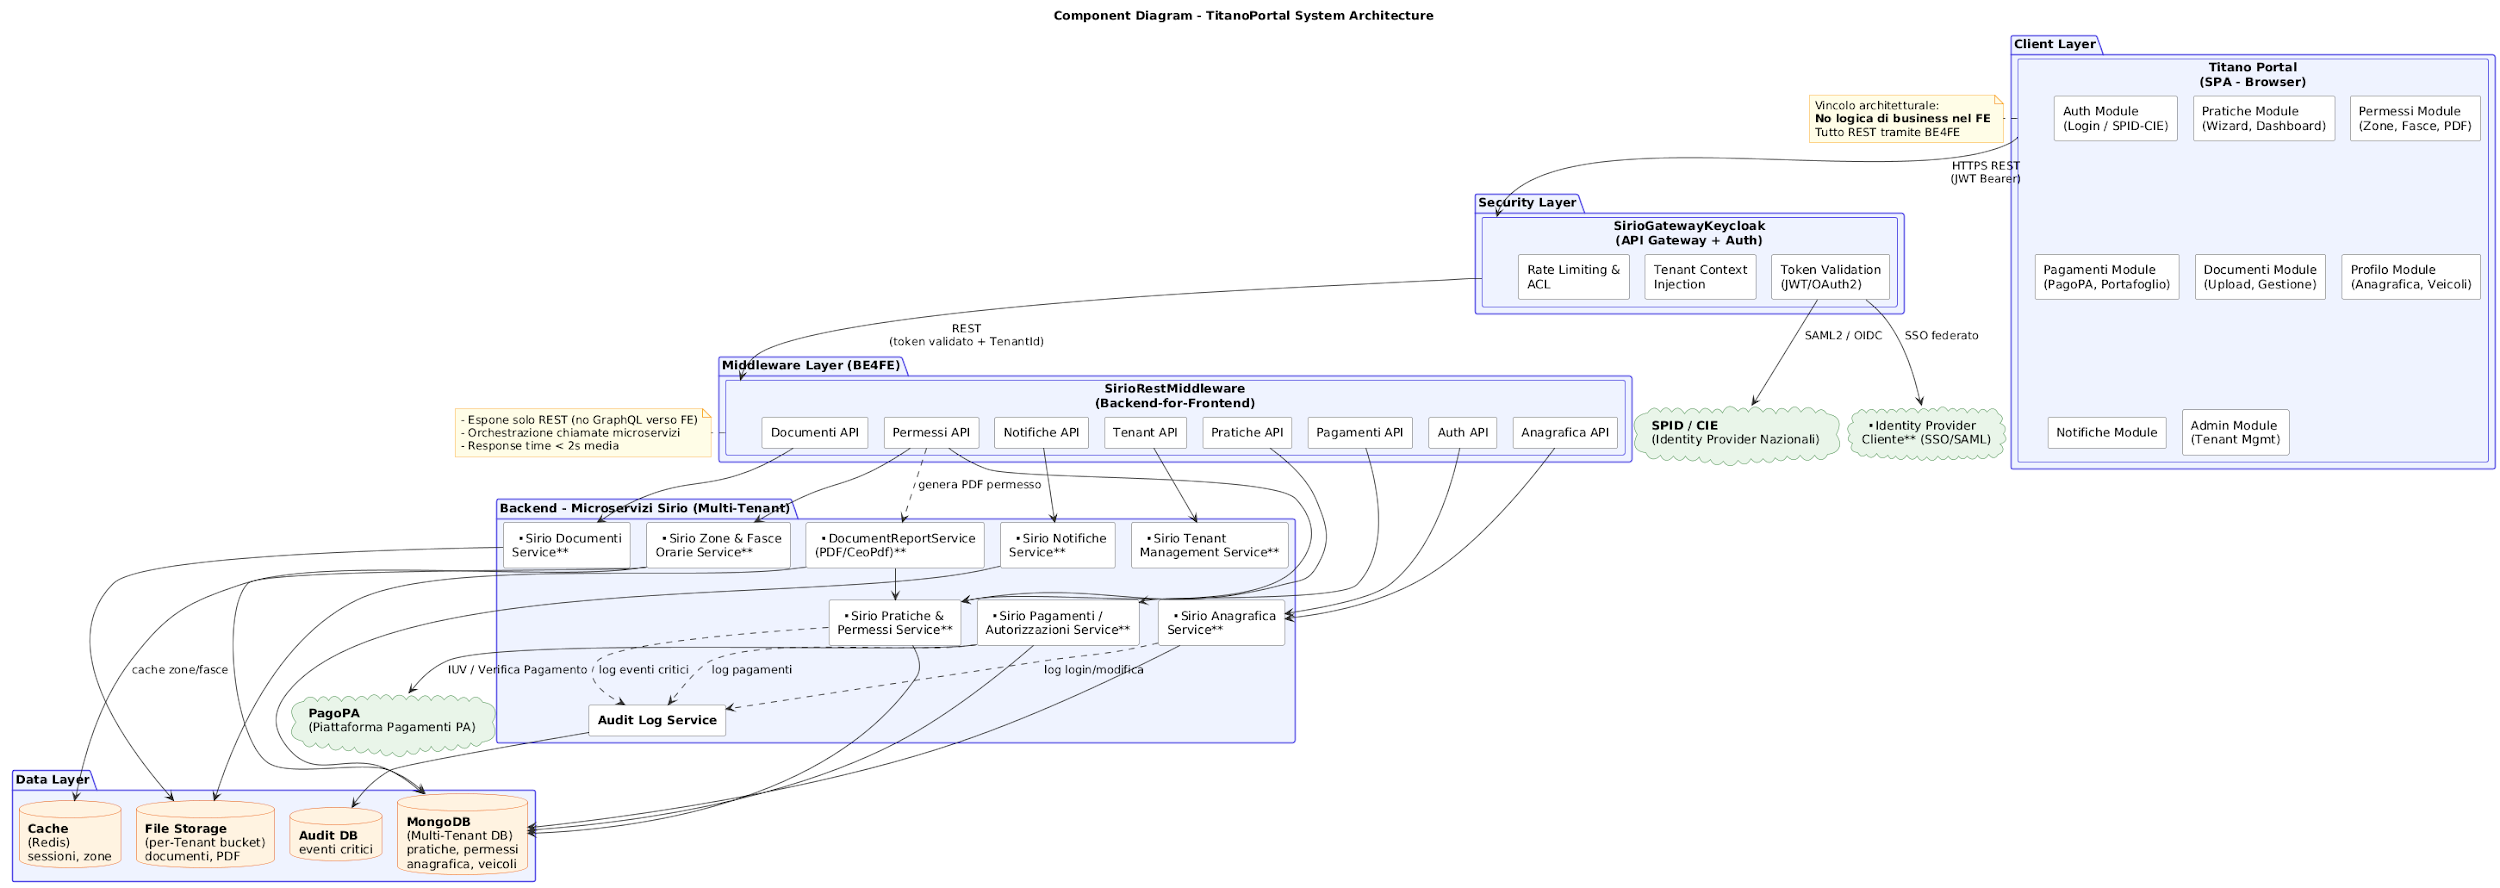 Component Diagram - TitanoPortal System Architecture
Client Layer
Titano Portal
(SPA - Browser)
Auth Module
(Login / SPID-CIE)
Pratiche Module
(Wizard, Dashboard)
Permessi Module
(Zone, Fasce, PDF)
Vincolo architetturale:
No logica di business nel FE
Tutto REST tramite BE4FE
HTTPS REST
(JWT Bearer)
Pagamenti Module
(PagoPA, Portafoglio)
Documenti Module
(Upload, Gestione)
Profilo Module
(Anagrafica, Veicoli)
Notifiche Module
Admin Module
(Tenant Mgmt)
Security Layer
SirioGatewayKeycloak
(API Gateway + Auth)
Rate Limiting &
ACL
Tenant Context
Injection
Token Validation
(JWT/OAuth2)
REST
(token validato + TenantId)
SAML2 / OIDC
SSO federato
SPID / CIE
(Identity Provider Nazionali)
▪Identity Provider
Cliente** (SSO/SAML)
Middleware Layer (BE4FE)
SirioRestMiddleware
(Backend-for-Frontend)
- Espone solo REST (no GraphQL verso FE)
- Orchestrazione chiamate microservizi
- Response time < 2s media
Documenti API
Permessi API
Notifiche API
Tenant API
Pratiche API
Pagamenti API
Auth API
Anagrafica API
genera PDF permesso
Backend - Microservizi Sirio (Multi-Tenant)
▪Sirio Documenti
Service**
▪Sirio Zone & Fasce
Orarie Service**
▪DocumentReportService
(PDF/CeoPdf)**
▪Sirio Notifiche
Service**
▪Sirio Tenant
Management Service**
▪Sirio Pratiche &
Permessi Service**
▪Sirio Pagamenti /
Autorizzazioni Service**
▪Sirio Anagrafica
Service**
cache zone/fasce
IUV / Verifica Pagamento
log eventi critici
log pagamenti
log login/modifica
PagoPA
(Piattaforma Pagamenti PA)
Audit Log Service
Data Layer
Cache
(Redis)
sessioni, zone
File Storage
(per-Tenant bucket)
documenti, PDF
Audit DB
eventi critici
MongoDB
(Multi-Tenant DB)
pratiche, permessi
anagrafica, veicoli